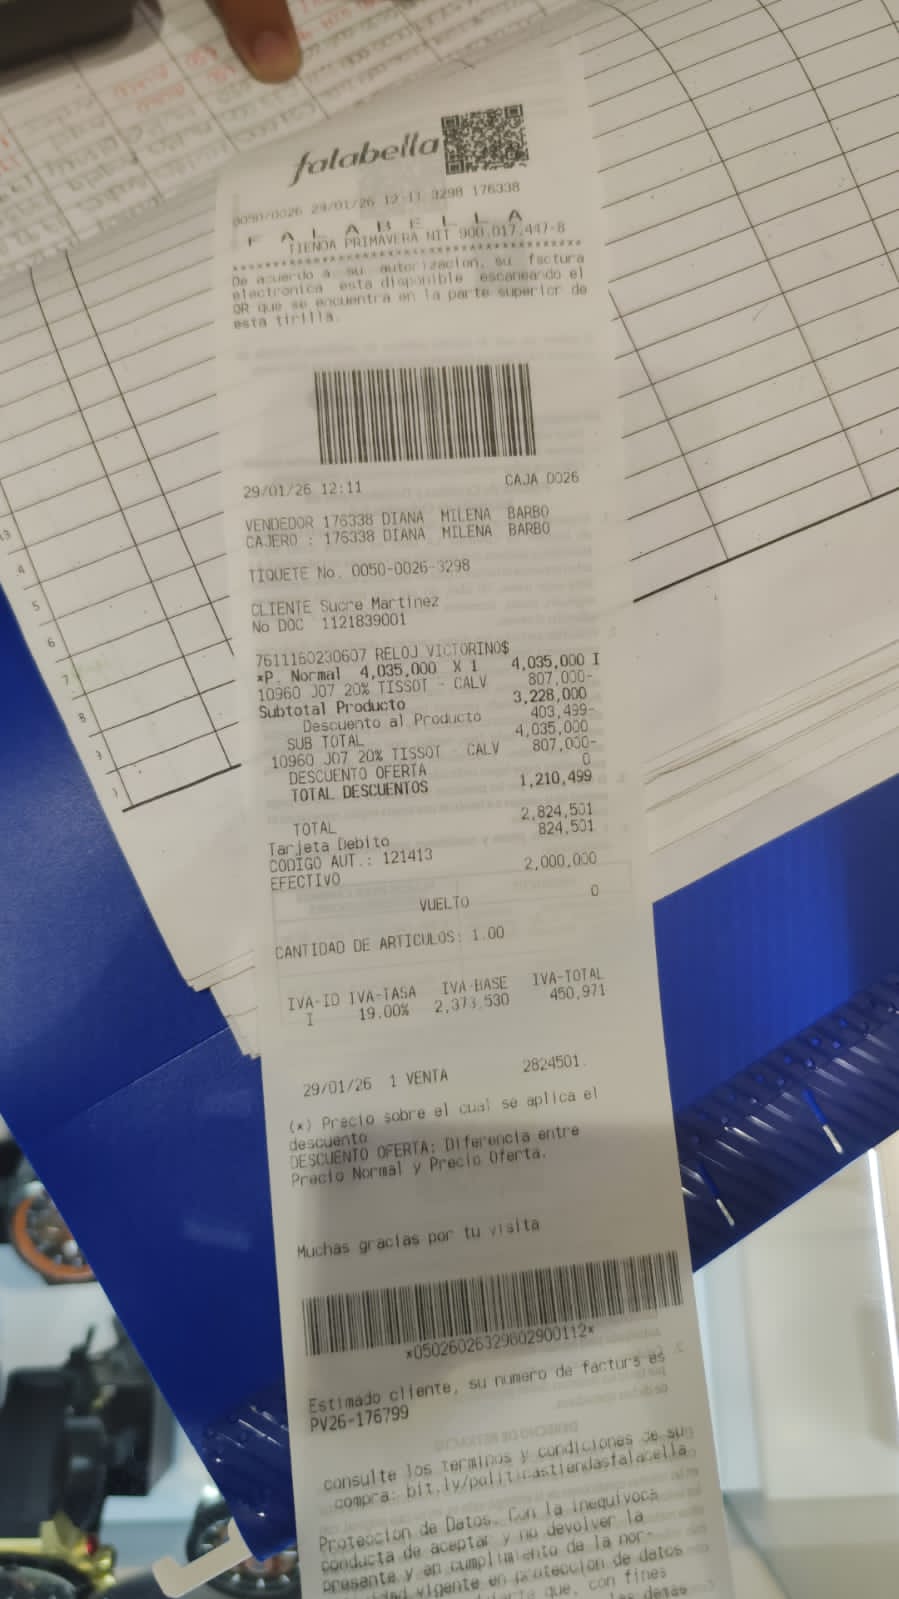 falabella
0050/0026 29/01/26 12:11 3298 176338
F A L A B E L L A
TIENDA PRIMAVERA NIT 900.017.447-8
****************************************
De acuerdo a su autorizacion, su factura
electronica esta disponible escaneando el
QR que se encuentra en la parte superior de
esta tirilla.
29/01/26 12:11 CAJA 0026
VENDEDOR 176338 DIANA MILENA BARBO
CAJERO : 176338 DIANA MILENA BARBO
TIQUETE No. 0050-0026-3298
CLIENTE Sucre Martinez
No DOC 1121839001
7611160230607 RELOJ VICTORINO$
*P. Normal 4,035,000 X 1 4,035,000 I
10960 J07 20% TISSOT - CALV 807,000-
Subtotal Producto 3,228,000
Descuento al Producto 403,499-
SUB TOTAL 4,035,000
10960 J07 20% TISSOT - CALV 807,000-
DESCUENTO OFERTA 0
TOTAL DESCUENTOS 1,210,499
TOTAL 2,824,501
Tarjeta Debito 824,501
CODIGO AUT.: 121413
EFECTIVO 2,000,000
VUELTO 0
CANTIDAD DE ARTICULOS: 1.00
IVA-ID IVA-TASA IVA-BASE IVA-TOTAL
I 19.00% 2,373,530 450,971
29/01/26 1 VENTA 2824501.
(*) Precio sobre el cual se aplica el
descuento
DESCUENTO OFERTA: Diferencia entre
Precio Normal y Precio Oferta.
Muchas gracias por tu visita
*05026026329802900112*
Estimado cliente, su numero de facturs es
PV26-176799
consulte los terminos y condiciones de su
compra: bit.ly/politicastiendasfalabella
Proteccion de Datos. Con la inequivoca
conducta de aceptar y no devolver la
presente y en cumplimiento de la nor-
vigente en proteccion de datos
que, con fines